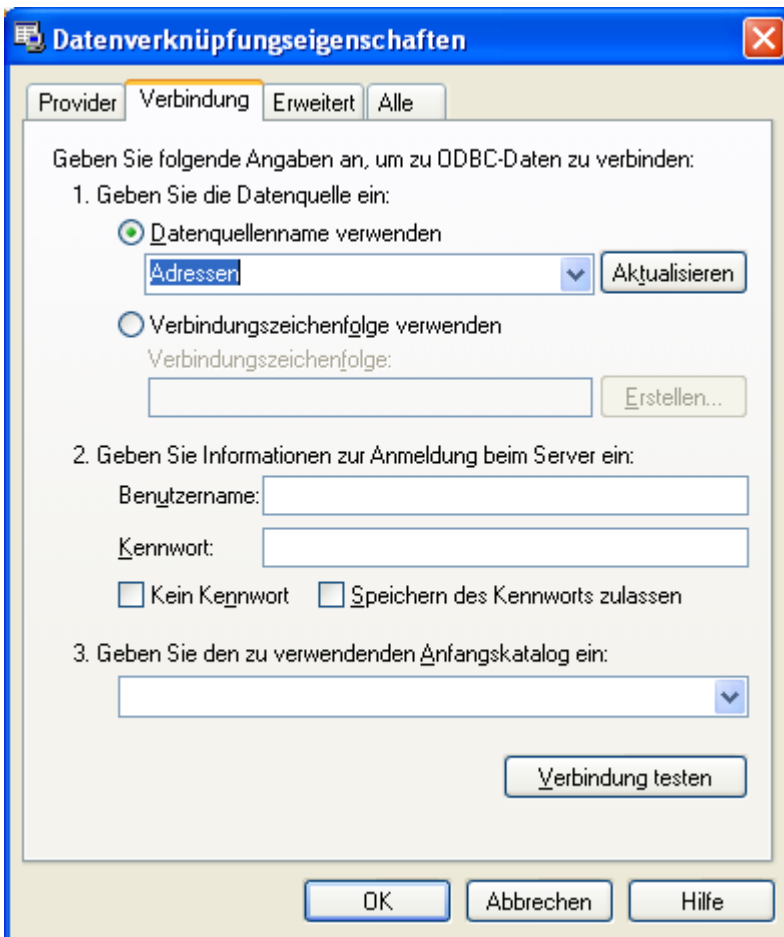 Datenverknüpfungseigenschaften
Provider Verbindung Erweitert Alle
Geben Sie folgende Angaben an, um zu ODBC-Daten zu verbinden:
1. Geben Sie die Datenquelle ein:
Datenquellenname verwenden
Adressen Aktualisieren
Verbindungszeichenfolge verwenden
Verbindungszeichenfolge:
Erstellen...
2. Geben Sie Informationen zur Anmeldung beim Server ein:
Benutzername:
Kennwort:
Kein Kennwort Speichern des Kennworts zulassen
3. Geben Sie den zu verwendenden Anfangskatalog ein:
Verbindung testen
OK Abbrechen Hilfe